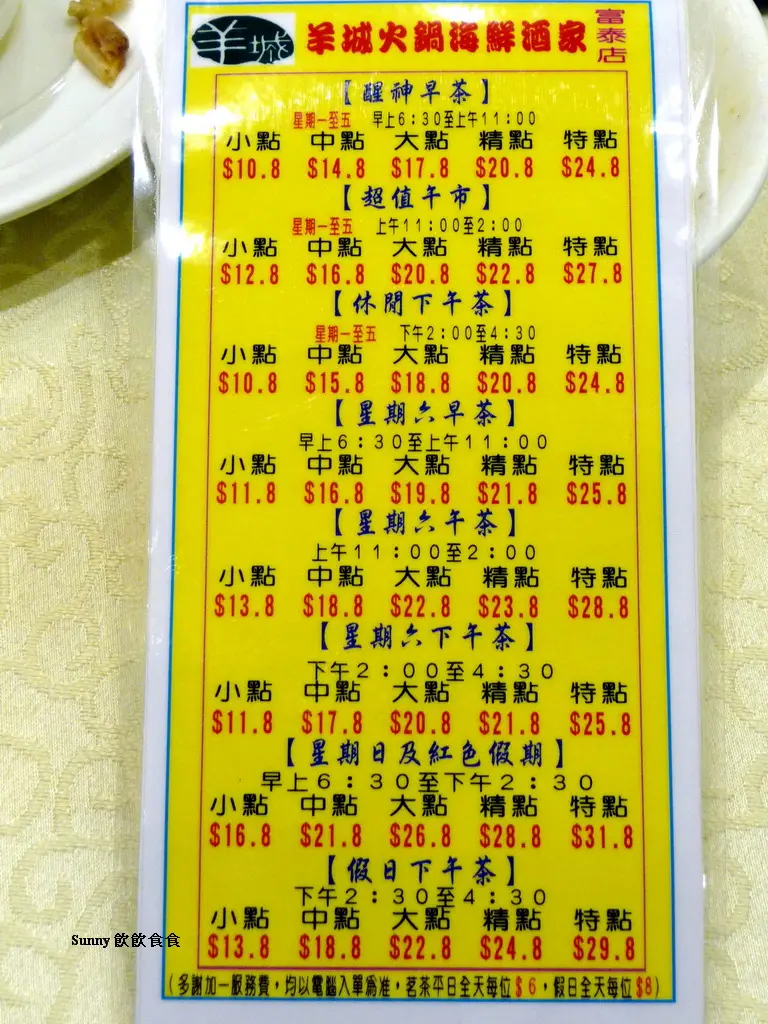 羊城 羊城火鍋海鮮酒家 富泰店
【醒神早茶】
星期一至五 早上6:30至上午11:00
小點 中點 大點 精點 特點
$10.8 $14.8 $17.8 $20.8 $24.8
【超值午市】
星期一至五 上午11:00至2:00
小點 中點 大點 精點 特點
$12.8 $16.8 $20.8 $22.8 $27.8
【休閒下午茶】
星期一至五 下午2:00至4:30
小點 中點 大點 精點 特點
$10.8 $15.8 $18.8 $20.8 $24.8
【星期六早茶】
早上6:30至上午11:00
小點 中點 大點 精點 特點
$11.8 $16.8 $19.8 $21.8 $25.8
【星期六午茶】
上午11:00至2:00
小點 中點 大點 精點 特點
$13.8 $18.8 $22.8 $23.8 $28.8
【星期六下午茶】
下午2:00至4:30
小點 中點 大點 精點 特點
$11.8 $17.8 $20.8 $21.8 $25.8
【星期日及紅色假期】
早上6:30至下午2:30
小點 中點 大點 精點 特點
$16.8 $21.8 $26.8 $28.8 $31.8
【假日下午茶】
下午2:30至4:30
小點 中點 大點 精點 特點
$13.8 $18.8 $22.8 $24.8 $29.8
(多謝加一服務費，均以電腦入單為准，茗茶平日全天每位$6，假日全天每位$8)
Sunny 飲飲食食